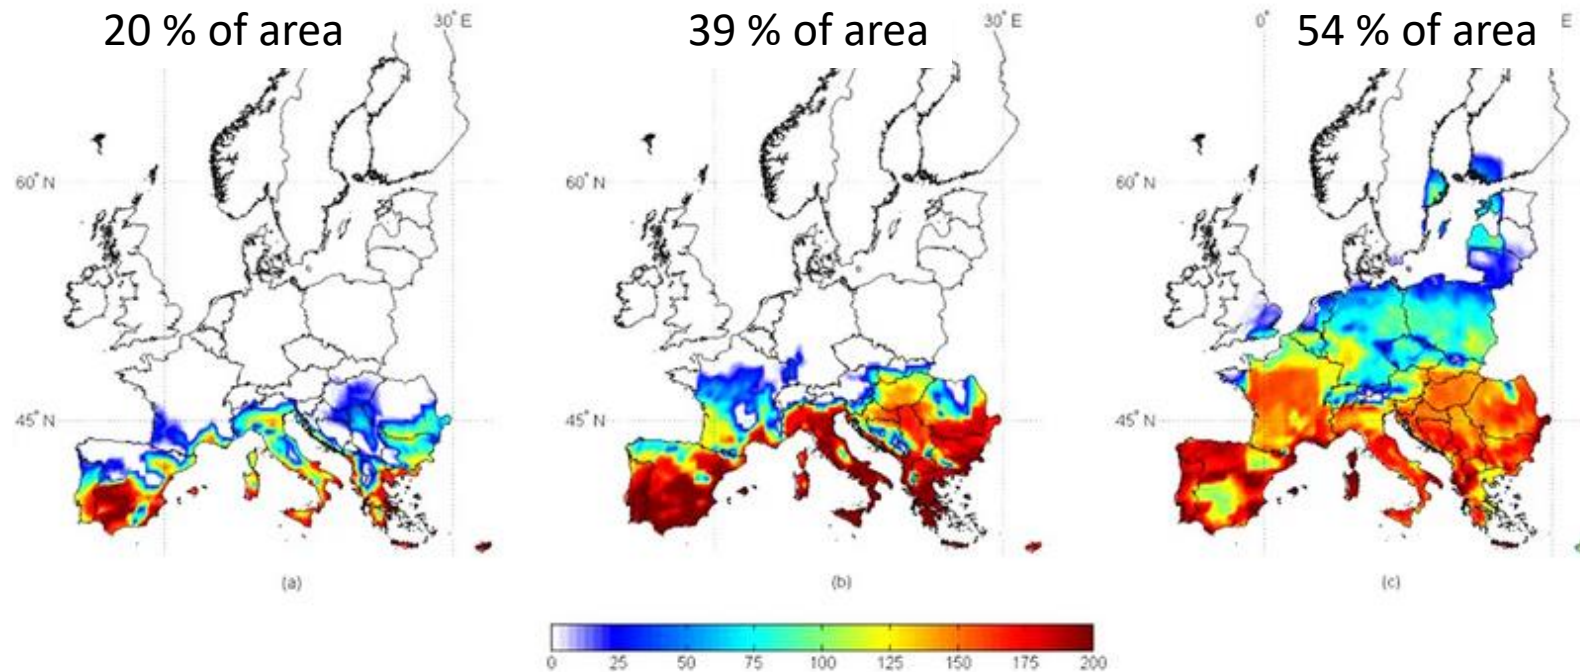 20 % of area
39 % of area
54 % of area
30° E
30° E
0°
E
60° N
60° N
60° N
45° N
45° N
45° N
(a)
(b)
(c)
0 25 50 75 100 125 150 175 200